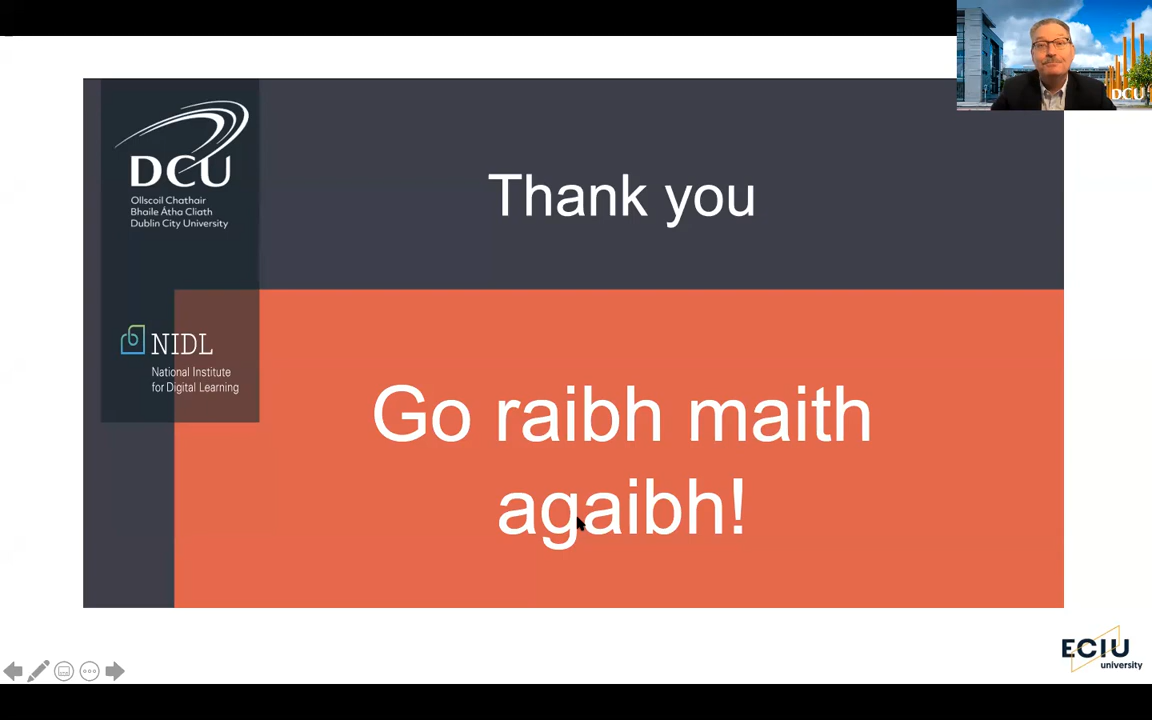 DCU
Ollscoil Chathair
Bhaile Átha Cliath
Dublin City University
Thank you
DCU
NIDL
National Institute
for Digital Learning
Go raibh maith
agaibh!
ECIU
university